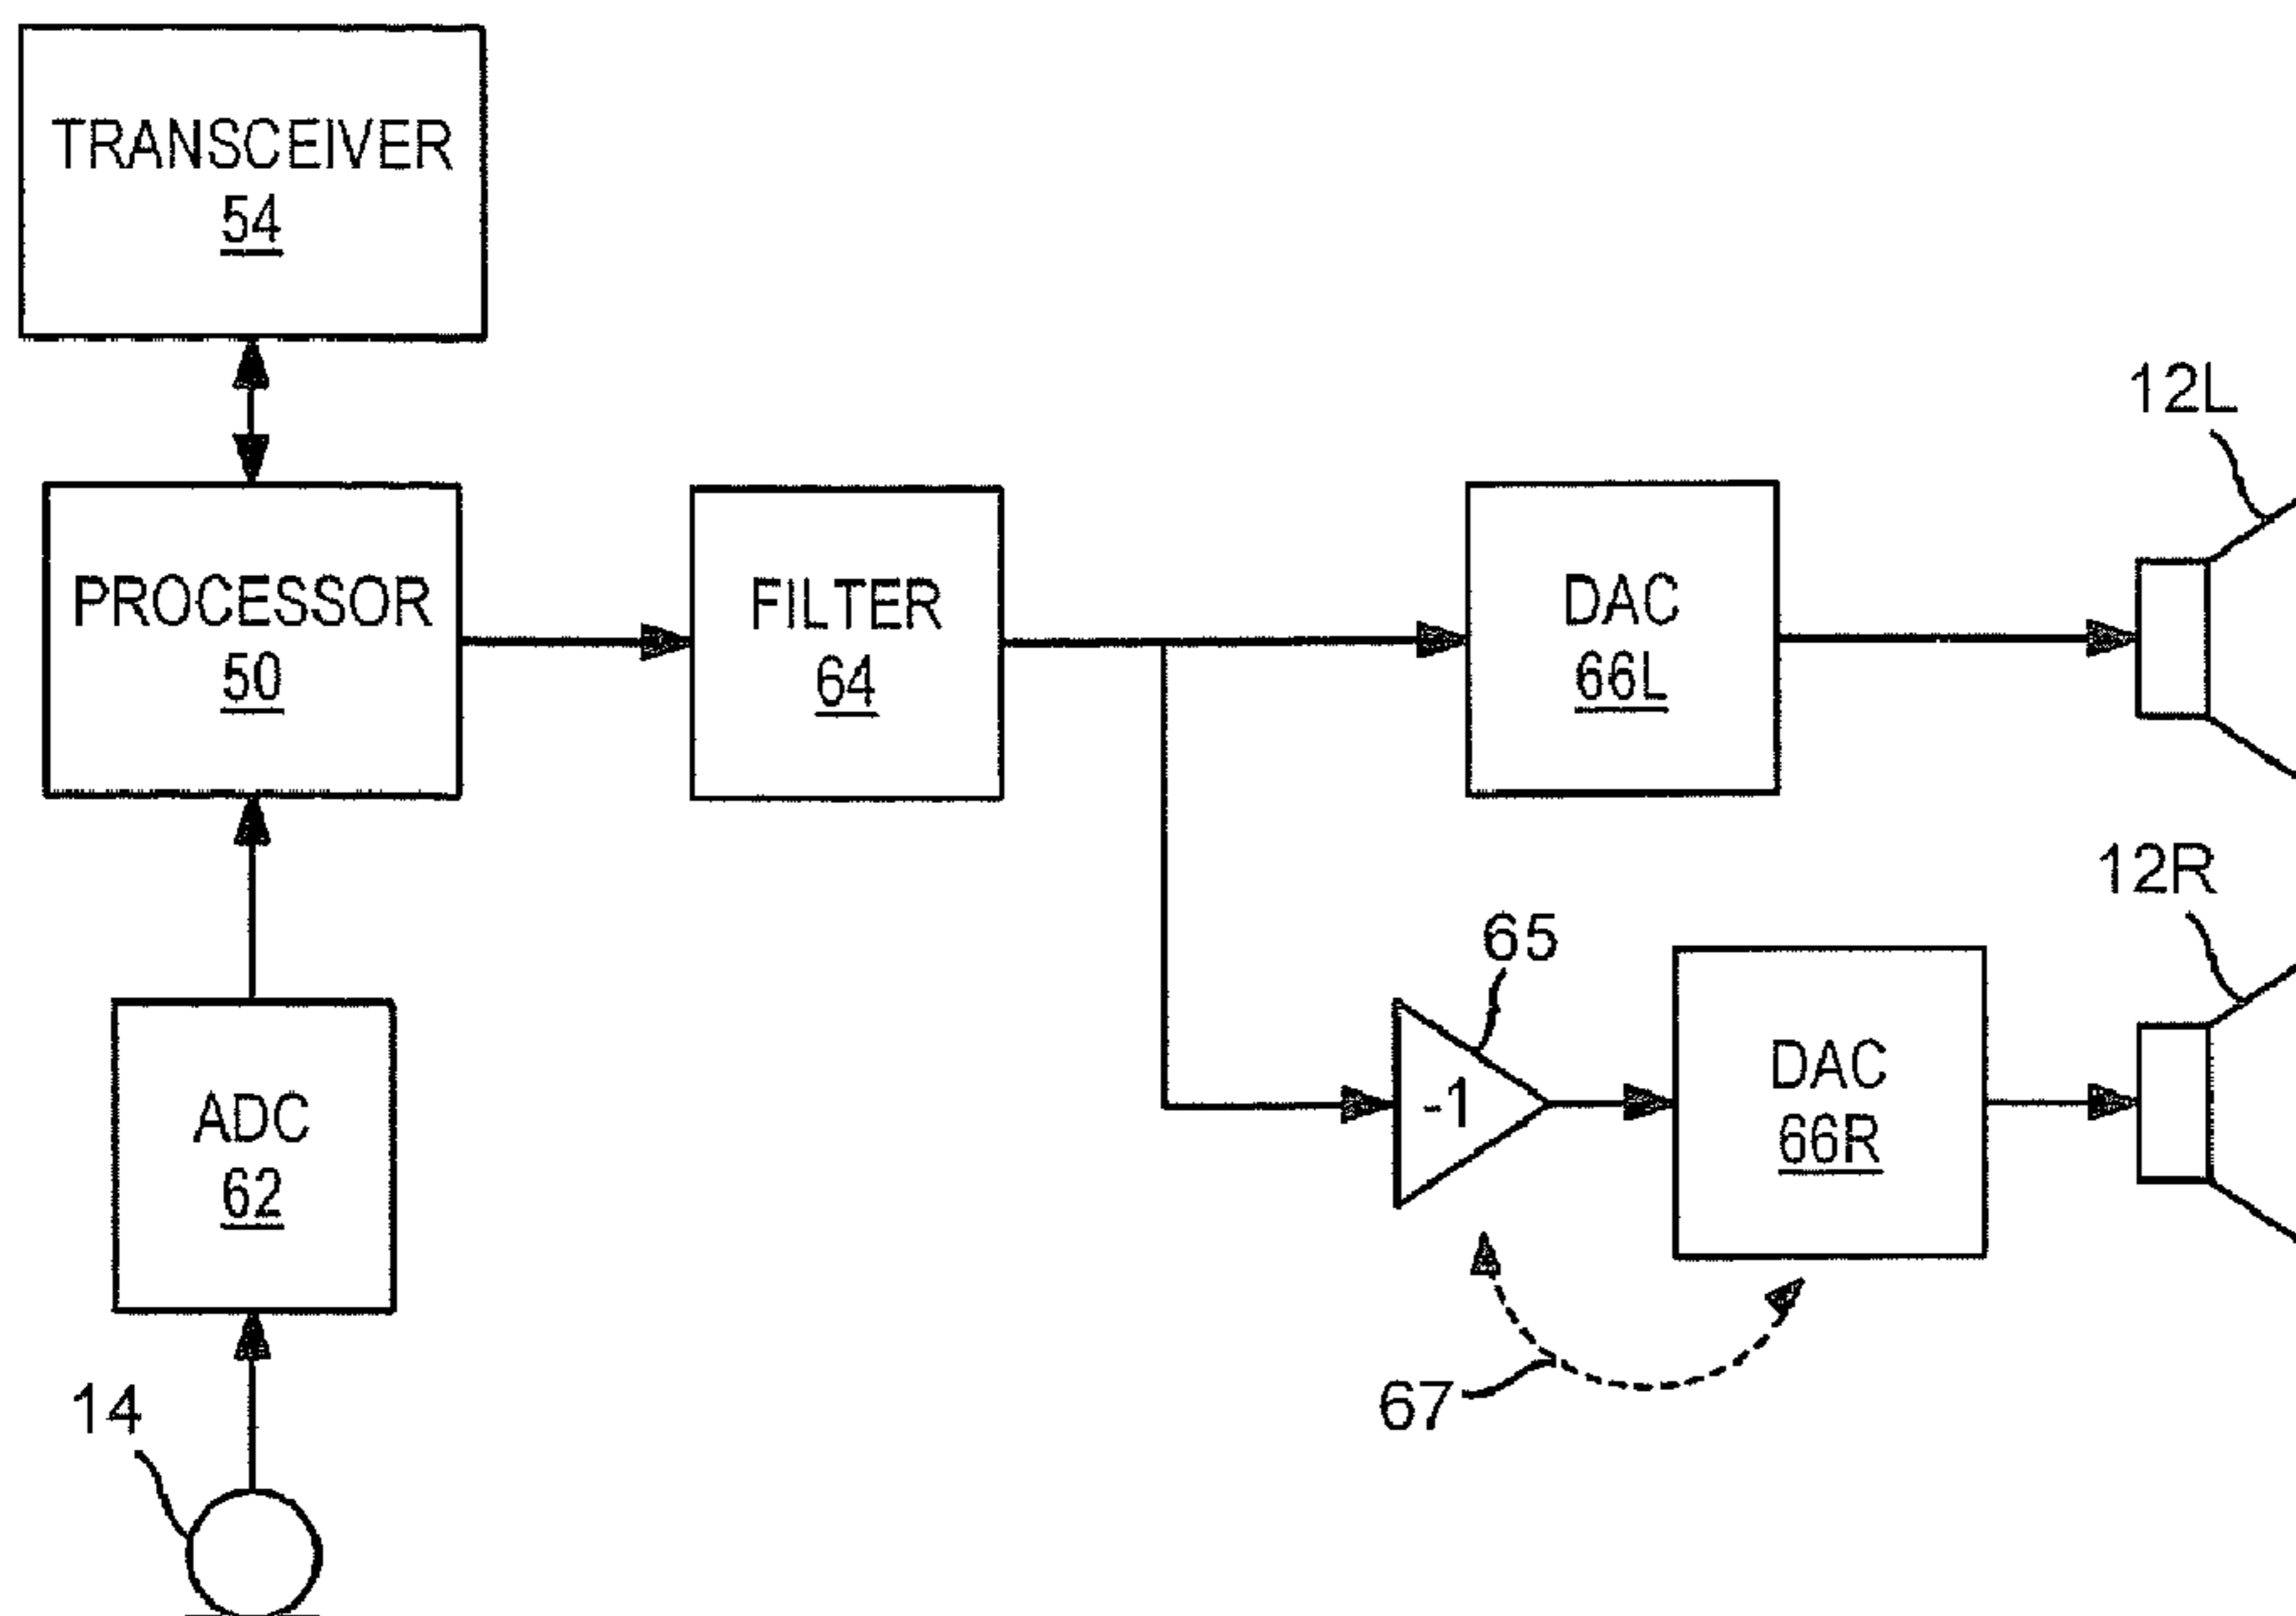 TRANSCEIVER
54
12L
PROCESSOR
50
FILTER
64
DAC
66L
12R
65
-1
DAC
66R
ADC
62
67
14